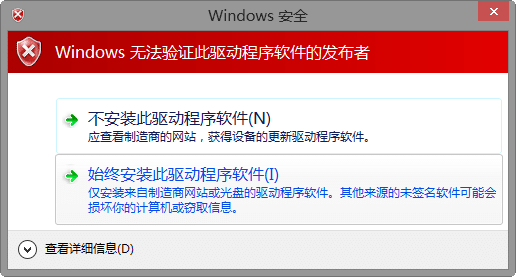 Windows 安全
Windows 无法验证此驱动程序软件的发布者
不安装此驱动程序软件(N)
应查看制造商的网站，获得设备的更新驱动程序软件。
始终安装此驱动程序软件(I)
仅安装来自制造商网站或光盘的驱动程序软件。其他来源的未签名软件可能会
损坏你的计算机或窃取信息。
查看详细信息(D)